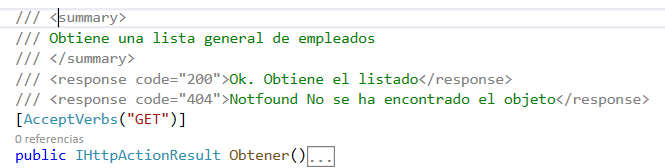 /// <summary>
/// Obtiene una lista general de empleados
/// </summary>
/// <response code="200">Ok. Obtiene el listado</response>
/// <response code="404">Notfound No se ha encontrado el objeto</response>
[AcceptVerbs("GET")]
0 referencias
public IHttpActionResult Obtener()...